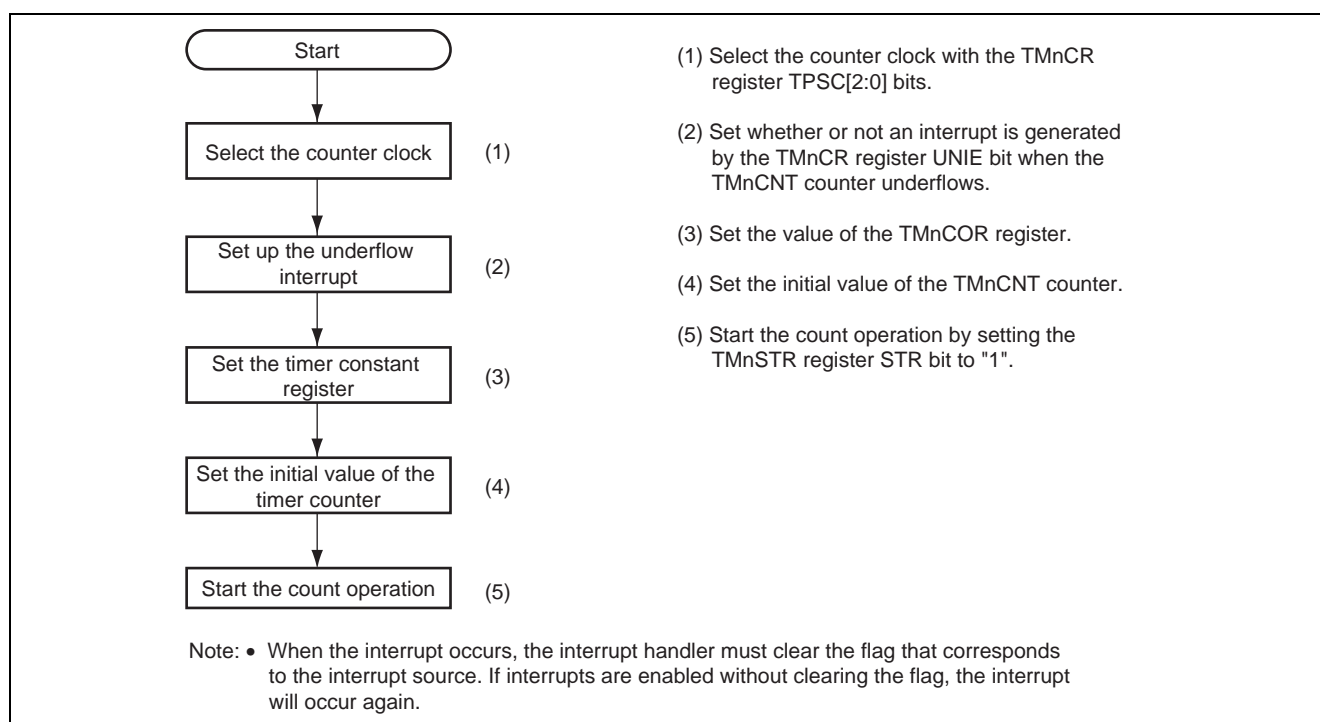 Start
Select the counter clock
(1)
Set up the underflow
interrupt
(2)
Set the timer constant
register
(3)
Set the initial value of the
timer counter
(4)
Start the count operation
(5)
(1) Select the counter clock with the TMnCR
register TPSC[2:0] bits.
(2) Set whether or not an interrupt is generated
by the TMnCR register UNIE bit when the
TMnCNT counter underflows.
(3) Set the value of the TMnCOR register.
(4) Set the initial value of the TMnCNT counter.
(5) Start the count operation by setting the
TMnSTR register STR bit to "1".
Note: • When the interrupt occurs, the interrupt handler must clear the flag that corresponds
to the interrupt source. If interrupts are enabled without clearing the flag, the interrupt
will occur again.